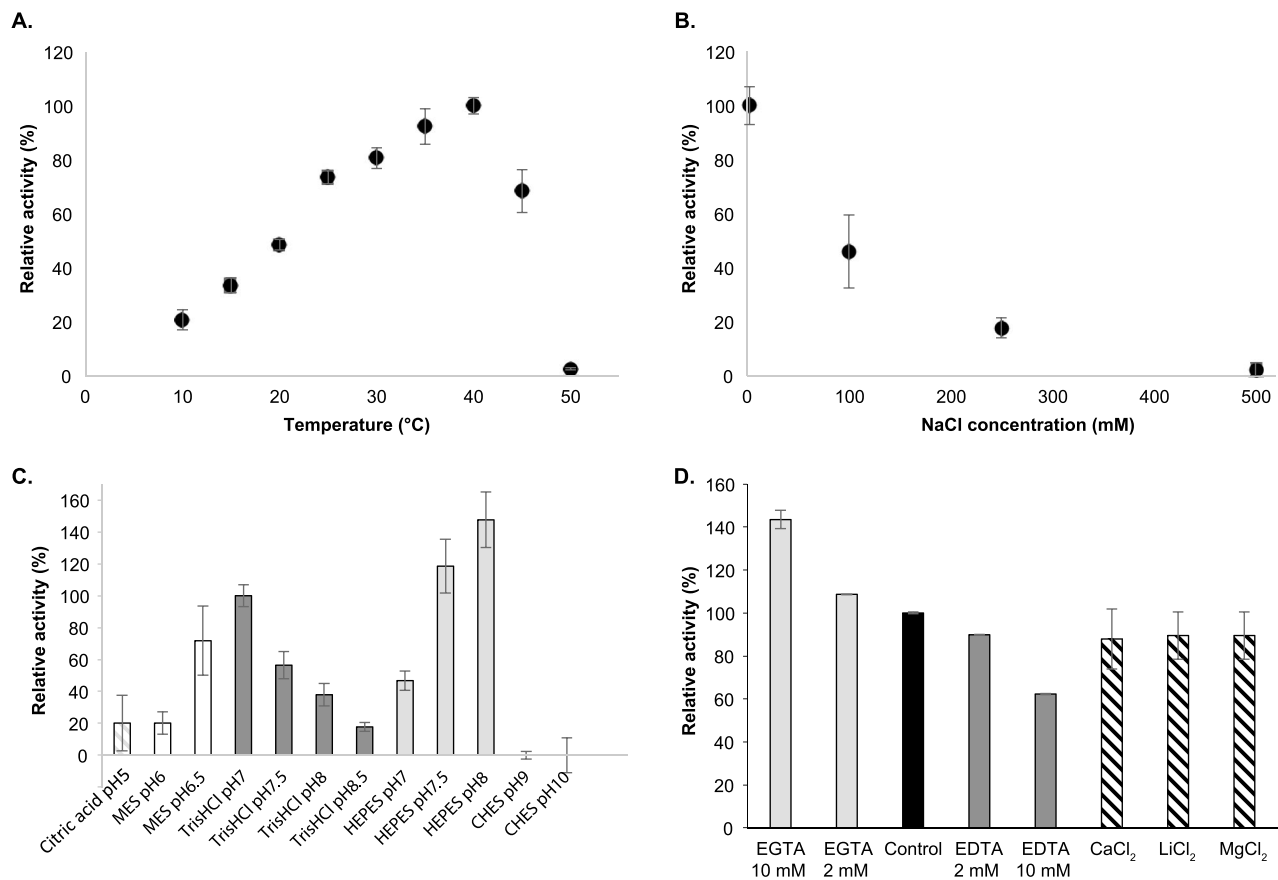 A.
120
100
80
60
40
20
0
Relative activity (%)
0 10 20 30 40 50
Temperature (°C)
B.
120
100
80
60
40
20
0
Relative activity (%)
0 100 200 300 400 500
NaCl concentration (mM)
C.
160
140
120
100
80
60
40
20
0
Relative activity (%)
Citric acid pH5
MES pH6
MES pH6.5
TrisHCl pH7
TrisHCl pH7.5
TrisHCl pH8
TrisHCl pH8.5
HEPES pH7
HEPES pH7.5
HEPES pH8
CHES pH9
CHES pH10
D.
160
140
120
100
80
60
40
20
0
Relative activity (%)
EGTA EGTA Control EDTA EDTA CaCl₂ LiCl₂ MgCl₂
10 mM 2 mM 2 mM 10 mM